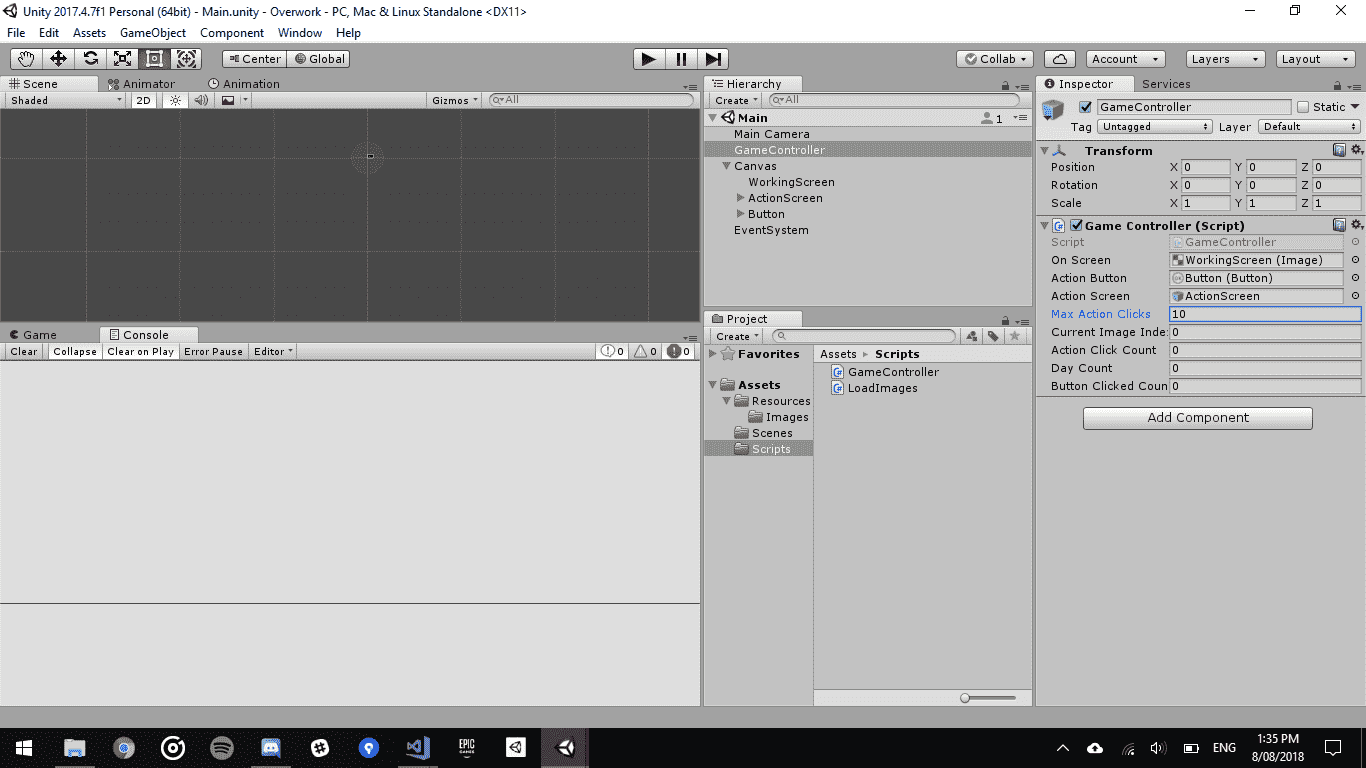 Unity 2017.4.7f1 Personal (64bit) - Main.unity - Overwork - PC, Mac & Linux Standalone <DX11>
File Edit Assets GameObject Component Window Help
Center Global Collab Account Layers Layout
Scene Animator Animation
Shaded 2D Gizmos All
Hierarchy
Create All
Main 1
Main Camera
GameController
Canvas
WorkingScreen
ActionScreen
Button
EventSystem
Game Console
Clear Collapse Clear on Play Error Pause Editor 0 0 0
Project
Create
Favorites
Assets
Resources
Images
Scenes
Scripts
Assets Scripts
GameController
LoadImages
Inspector Services
GameController Static
Tag Untagged Layer Default
Transform
Position X 0 Y 0 Z 0
Rotation X 0 Y 0 Z 0
Scale X 1 Y 1 Z 1
Game Controller (Script)
Script GameController
On Screen WorkingScreen (Image)
Action Button Button (Button)
Action Screen ActionScreen
Max Action Clicks 10
Current Image Inde 0
Action Click Count 0
Day Count 0
Button Clicked Coun 0
Add Component
EPIC GAMES
ENG
1:35 PM
8/08/2018